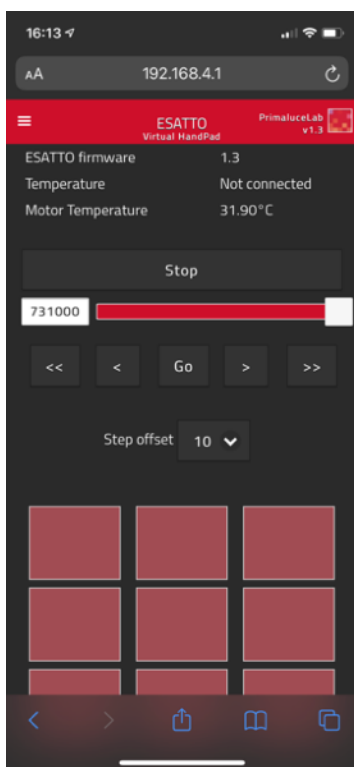 16:13
AA 192.168.4.1
ESATTO
Virtual HandPad
PrimaluceLab
v1.3
ESATTO firmware 1.3
Temperature Not connected
Motor Temperature 31.90°C
Stop
731000
<< < Go > >>
Step offset 10